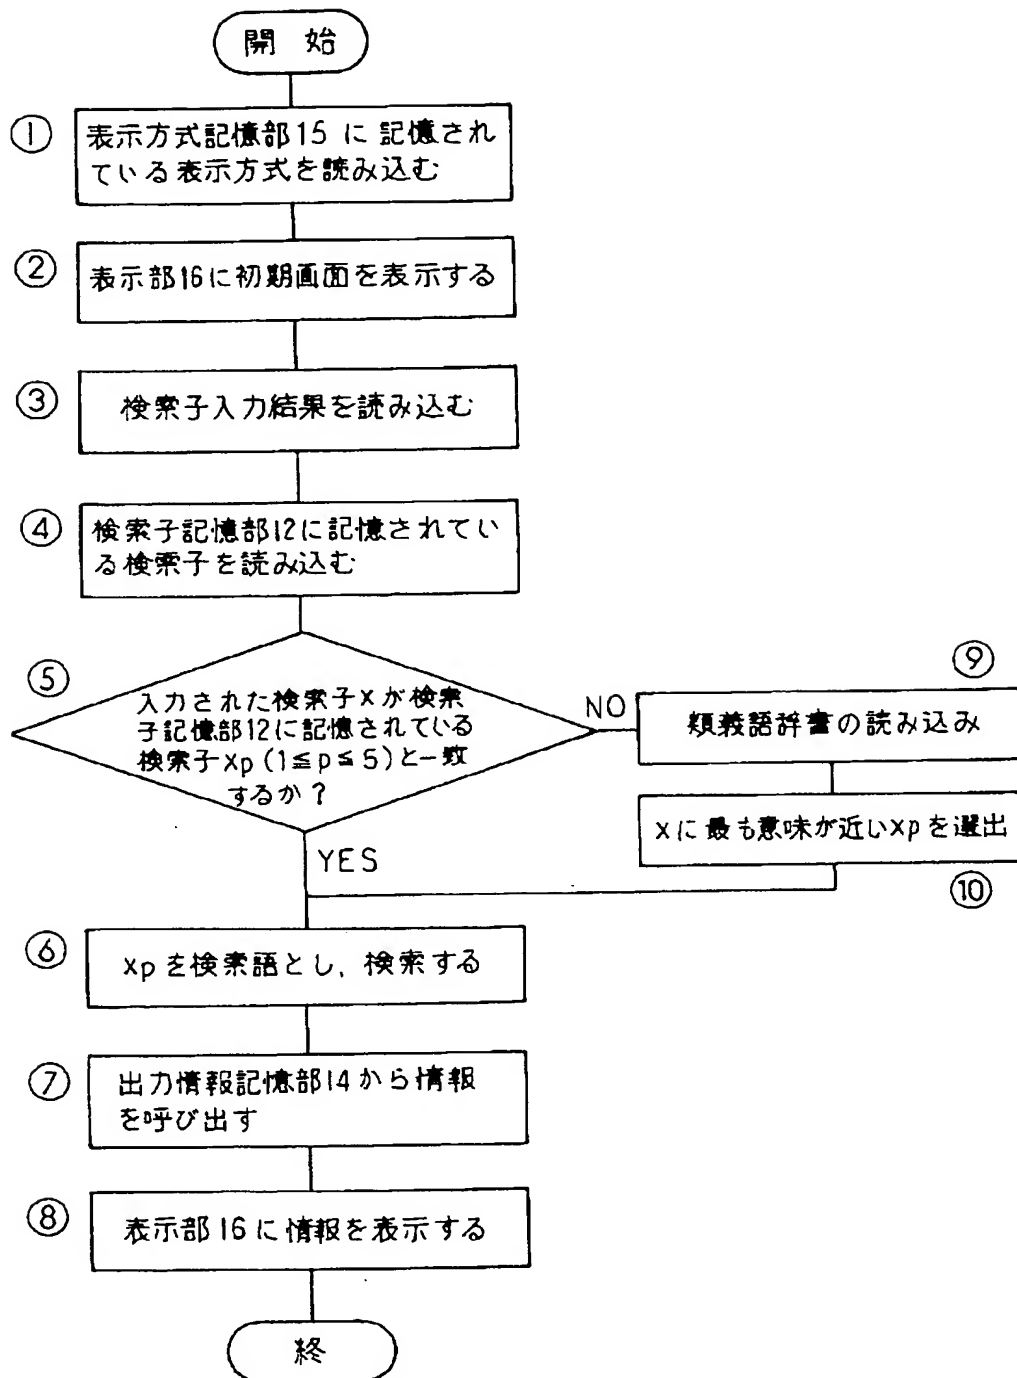 開 始
① 表示方式記憶部15 に記憶され
ている表示方式を読み込む
② 表示部16に初期画面を表示する
③ 検索子入力結果を読み込む
④ 検索子記憶部12に記憶されてい
る検索子を読み込む
⑤ 入力された検索子xが検索
子記憶部12に記憶されている
検索子xp(1≦p≦5)と一致
するか?
NO
⑨
類義語辞書の読み込み
xに最も意味が近いxpを選出
⑩
YES
⑥ xpを検索語とし、検索する
⑦ 出力情報記憶部14から情報
を呼び出す
⑧ 表示部16に情報を表示する
終